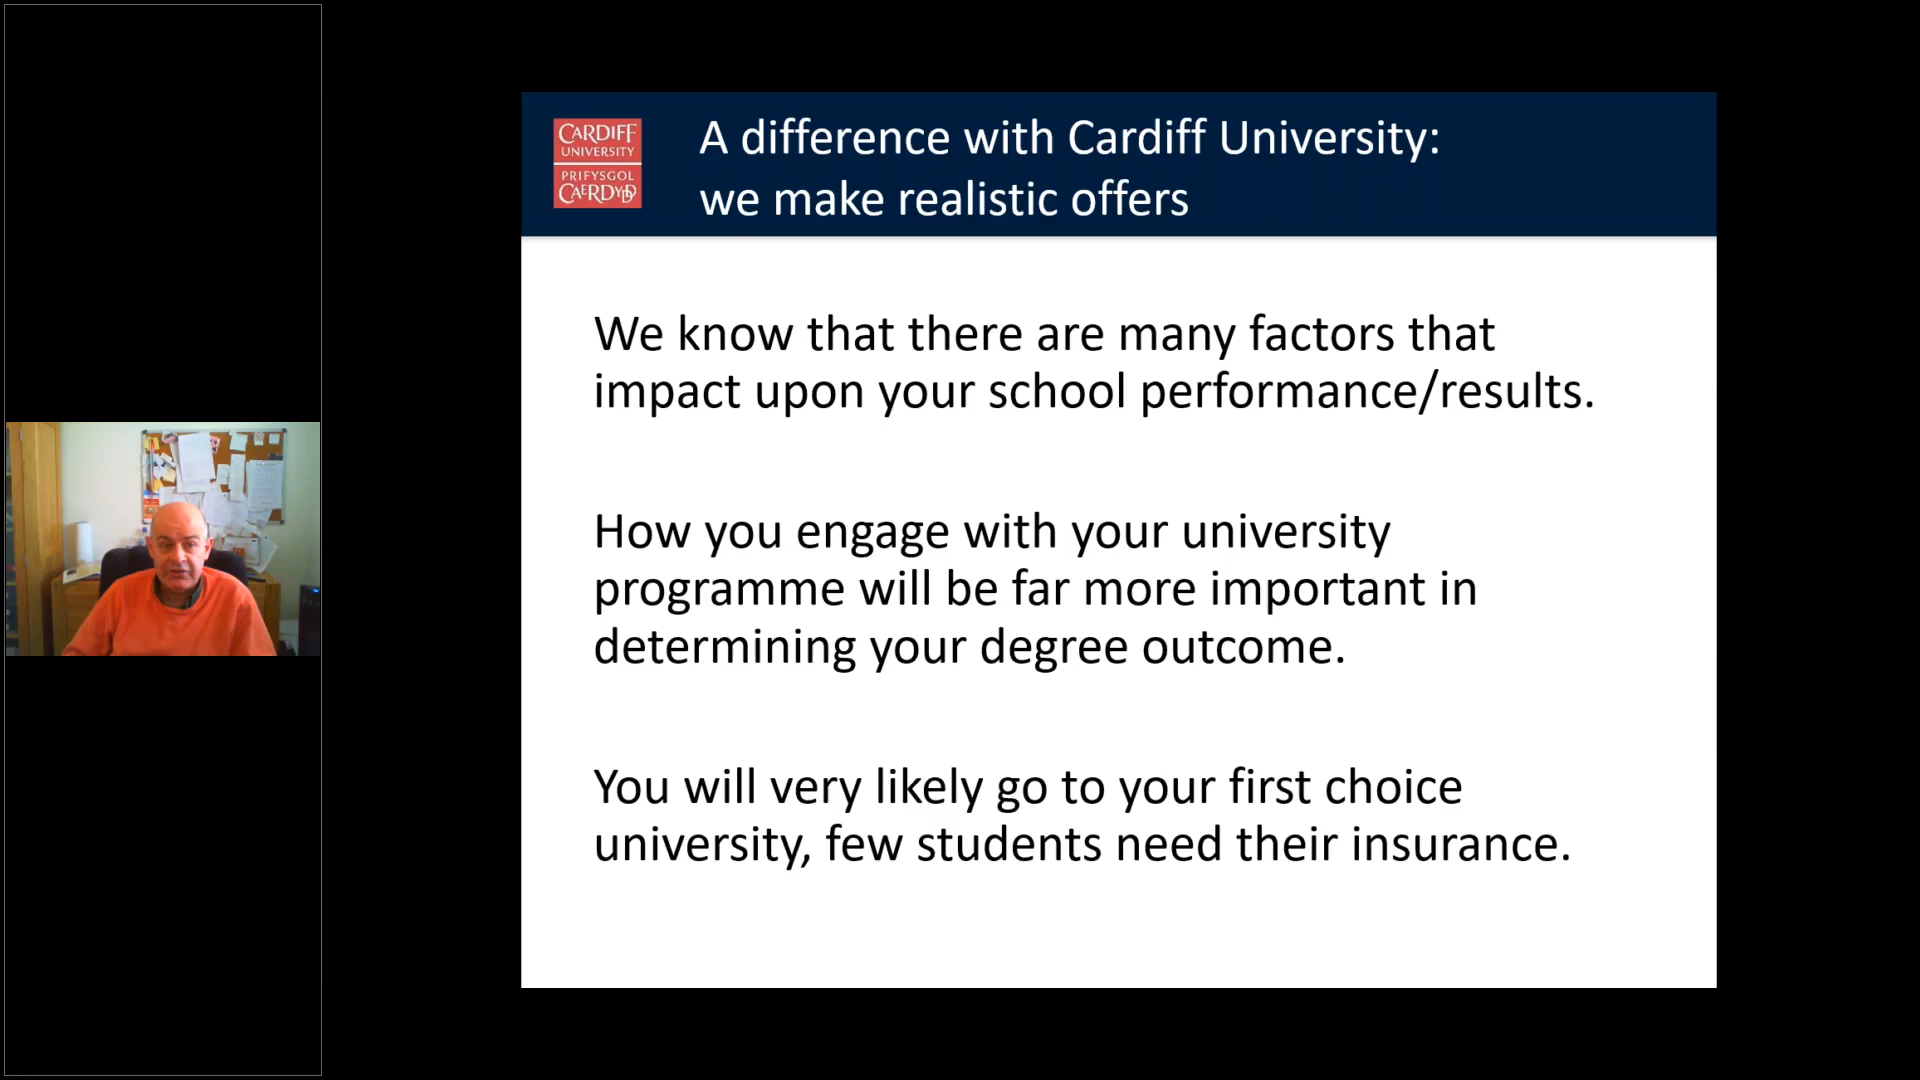 CARDIFF
UNIVERSITY
PRIFYSGOL
CAERDYDD
A difference with Cardiff University:
we make realistic offers
We know that there are many factors that
impact upon your school performance/results.
How you engage with your university
programme will be far more important in
determining your degree outcome.
You will very likely go to your first choice
university, few students need their insurance.